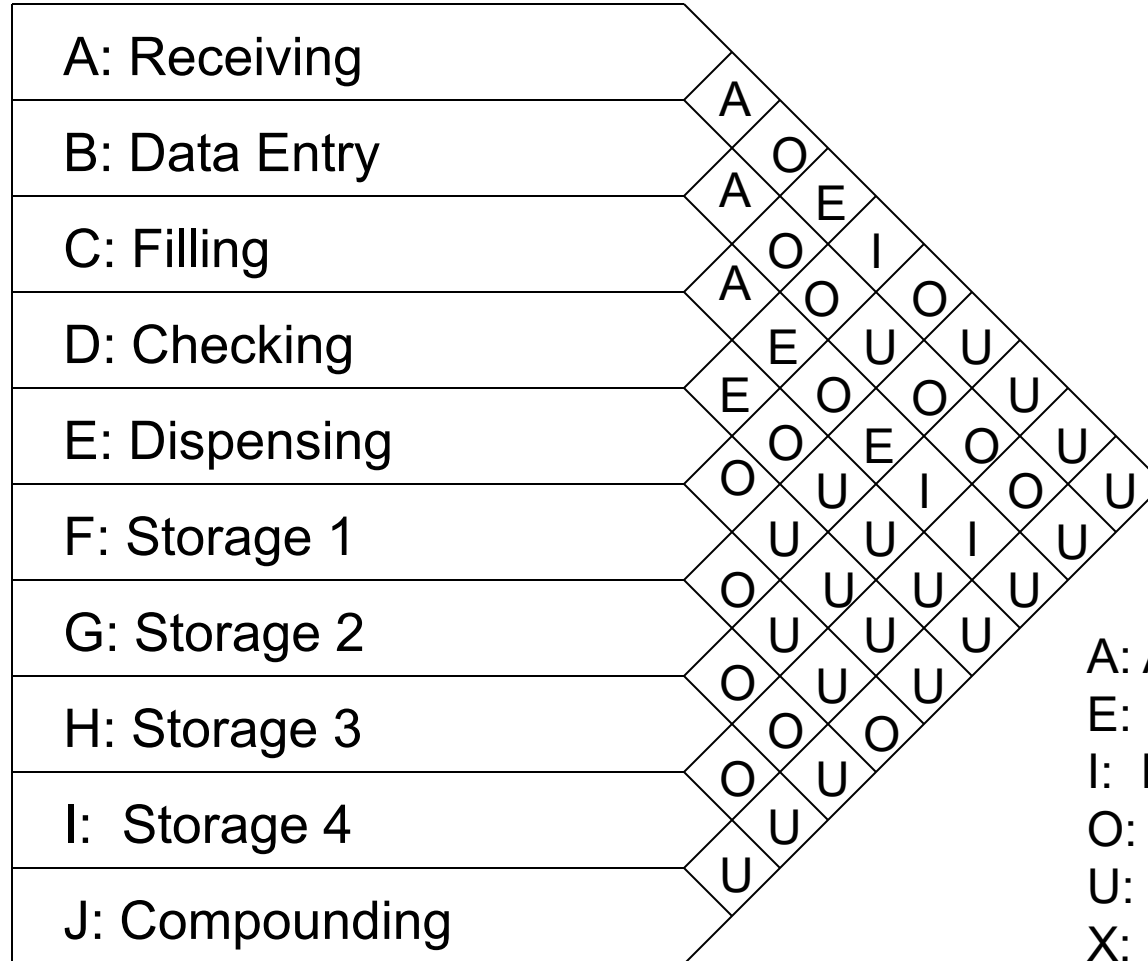 A: Receiving
A
B: Data Entry O
A E
C: Filling O I
A O O
D: Checking E U U
E O O U
E: Dispensing O E O U
O U I O U
F: Storage 1 U U I U
O U U U
G: Storage 2 U U U
O U U
H: Storage 3 O O
O U
I: Storage 4 U
U
J: Compounding
A:
E:
I:
O:
U:
X: